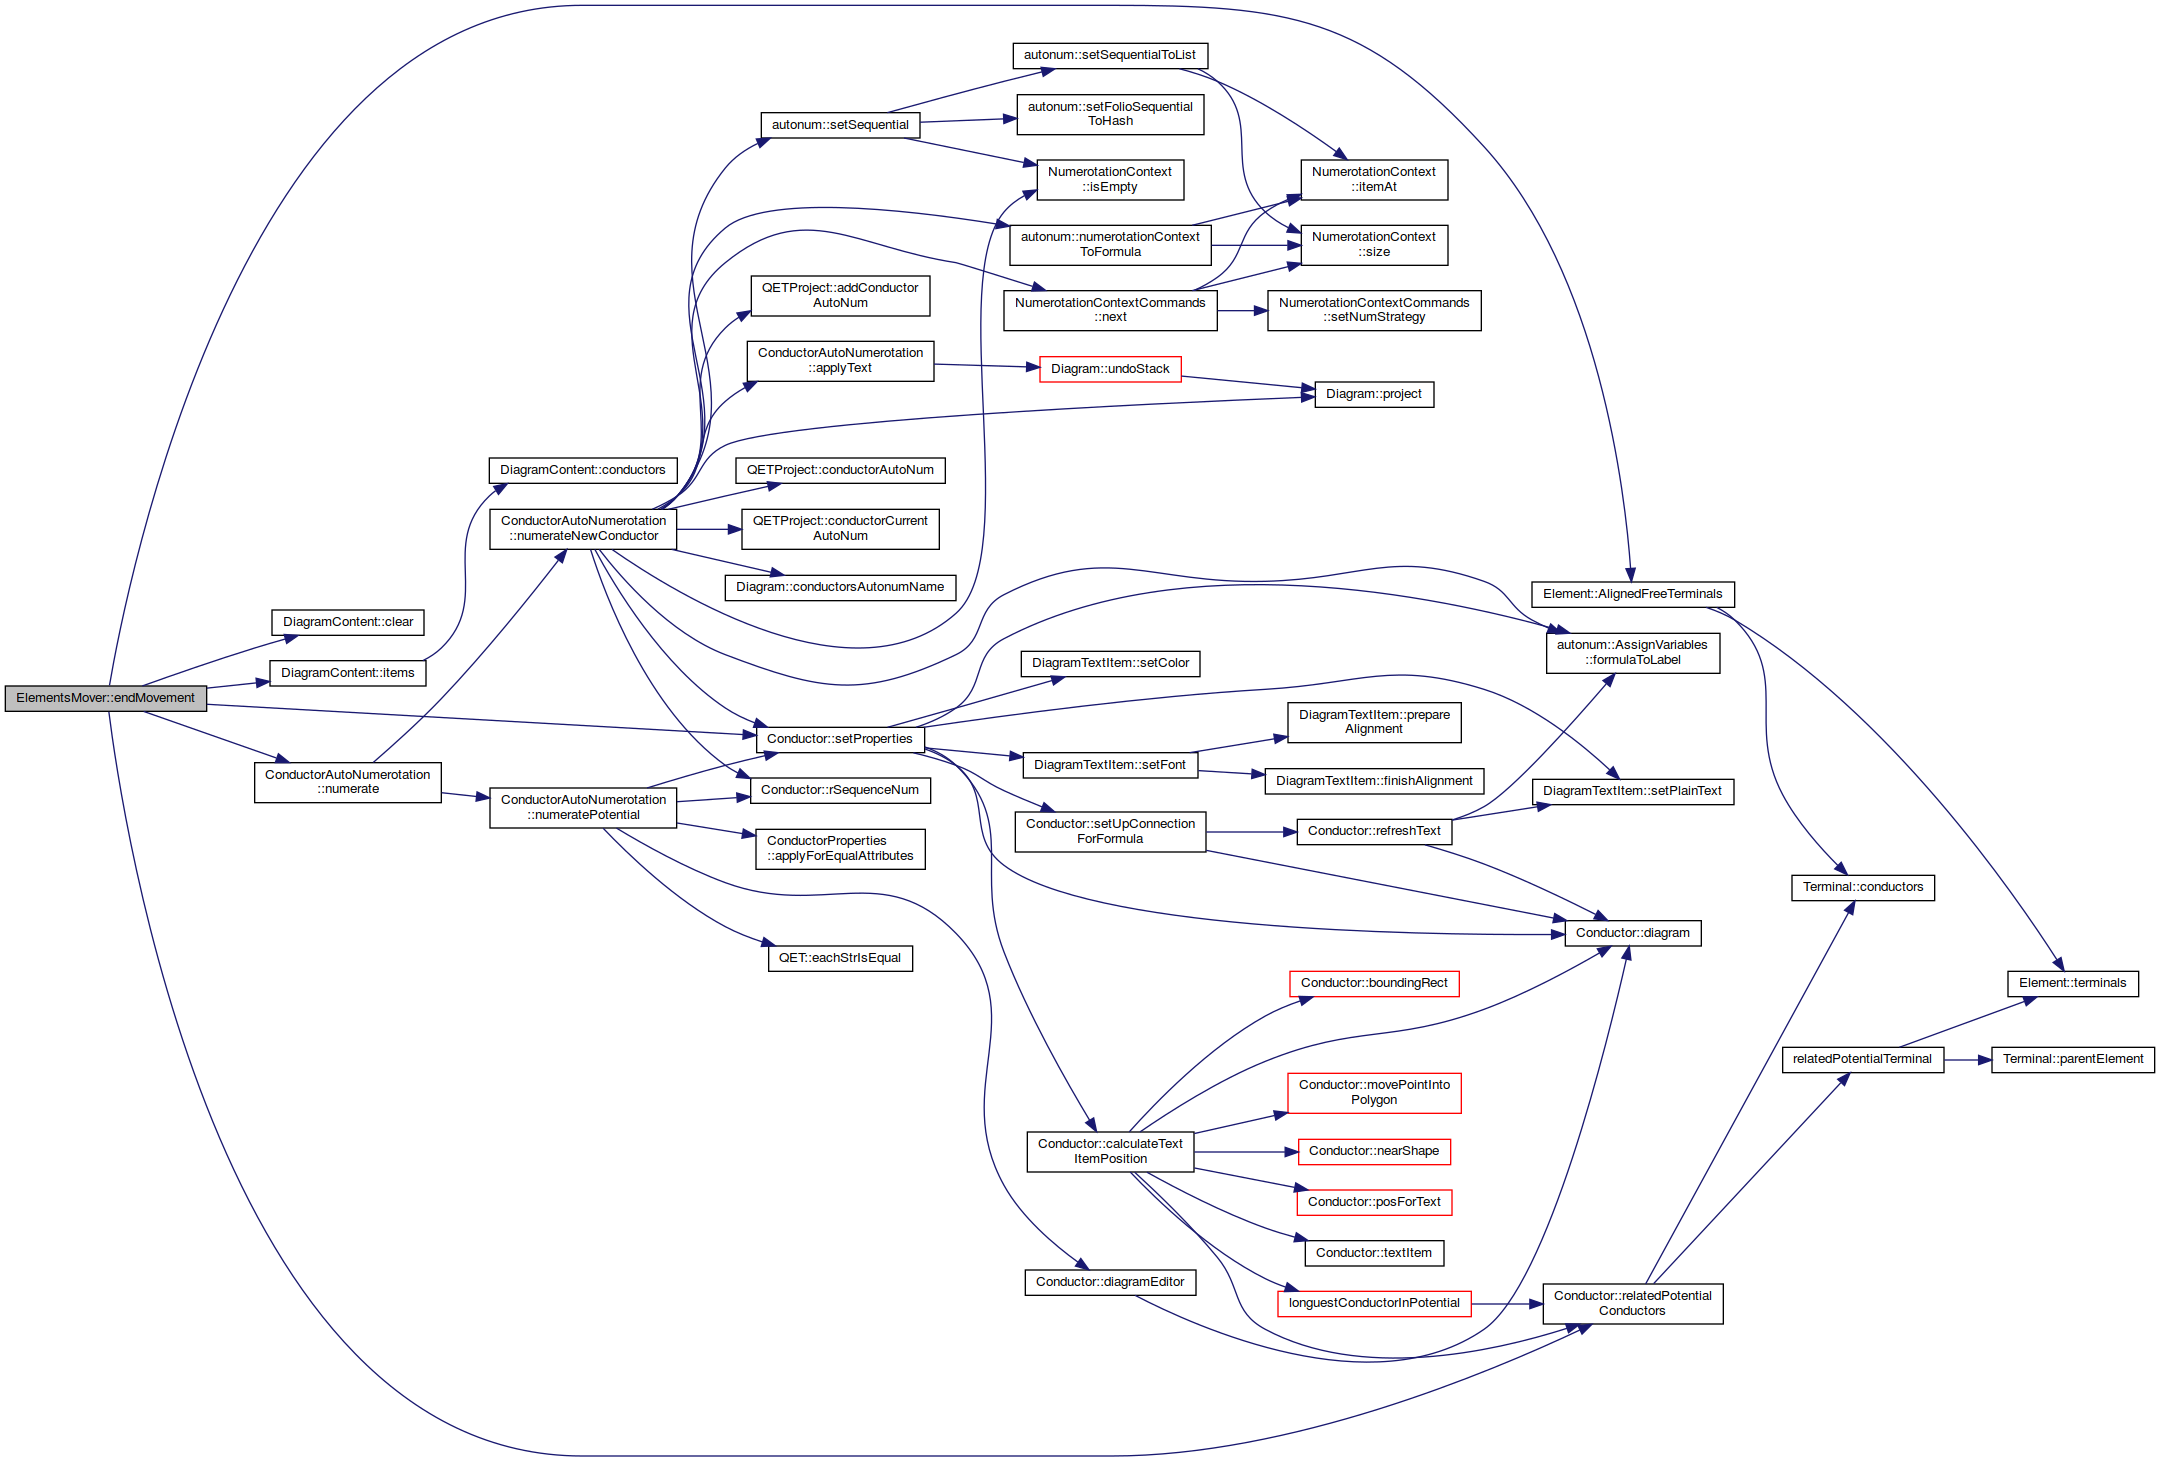 ElementsMover::endMovement
DiagramContent::clear
DiagramContent::items
ConductorAutoNumerotation
::numerate
DiagramContent::conductors
ConductorAutoNumerotation
::numerateNewConductor
ConductorAutoNumerotation
::numeratePotential
autonum::setSequential
QETProject::addConductor
AutoNum
ConductorAutoNumerotation
::applyText
QETProject::conductorAutoNum
QETProject::conductorCurrent
AutoNum
Diagram::conductorsAutonumName
Conductor::setProperties
Conductor::rSequenceNum
ConductorProperties
::applyForEqualAttributes
QET::eachStrIsEqual
autonum::setSequentialToList
autonum::setFolioSequential
ToHash
NumerotationContext
::isEmpty
autonum::numerotationContext
ToFormula
NumerotationContextCommands
::next
Diagram::undoStack
DiagramTextItem::setColor
DiagramTextItem::setFont
Conductor::setUpConnection
ForFormula
Conductor::calculateText
ItemPosition
Conductor::diagramEditor
NumerotationContext
::itemAt
NumerotationContext
::size
NumerotationContextCommands
::setNumStrategy
Diagram::project
DiagramTextItem::prepare
Alignment
DiagramTextItem::finishAlignment
Conductor::refreshText
Conductor::boundingRect
Conductor::movePointInto
Polygon
Conductor::nearShape
Conductor::posForText
Conductor::textItem
longuestConductorInPotential
Element::AlignedFreeTerminals
autonum::AssignVariables
::formulaToLabel
DiagramTextItem::setPlainText
Conductor::diagram
Conductor::relatedPotential
Conductors
Terminal::conductors
relatedPotentialTerminal
Element::terminals
Terminal::parentElement